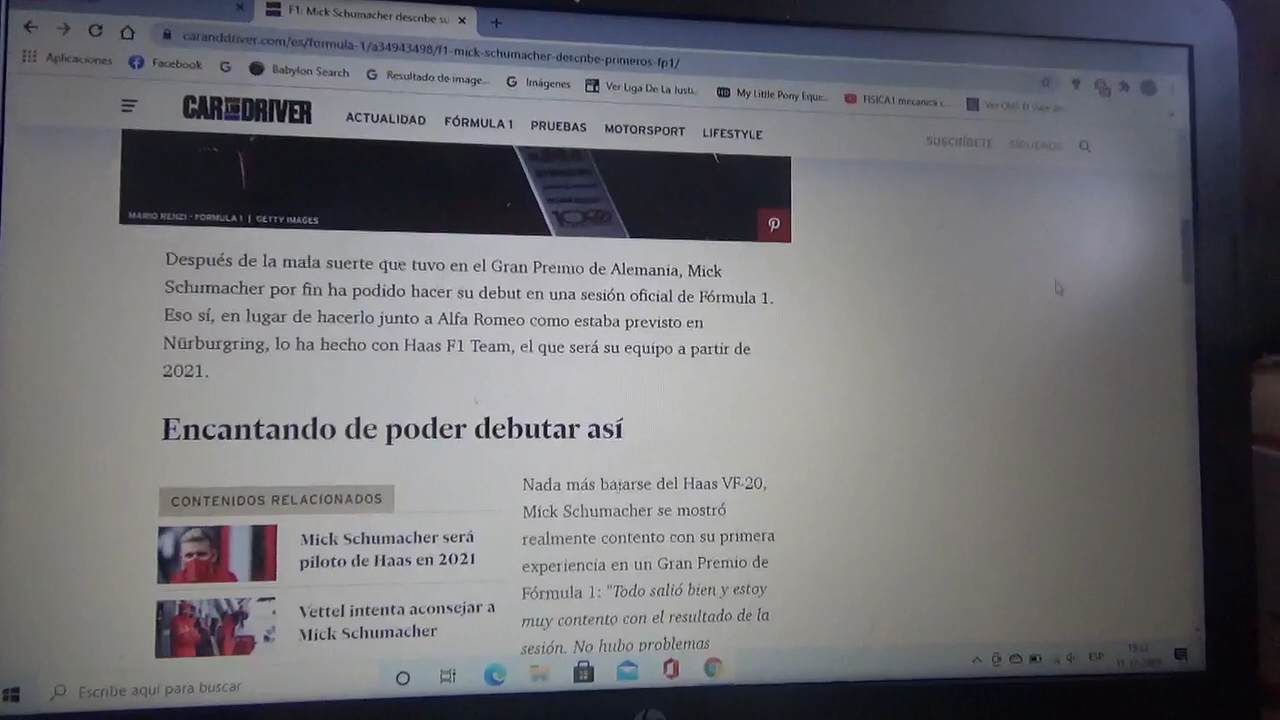 F1: Mick Schumacher describe su
caranddriver.com/es/formula-1/a34943498/f1-mick-schumacher-describe-primeros-fp1/
Aplicaciones Facebook Babylon Search Resultado de image... Imágenes Ver Liga De La Justi... My Little Pony Eque... FISICA1 mecanica c...
CAR AND DRIVER ACTUALIDAD FÓRMULA 1 PRUEBAS MOTORSPORT LIFESTYLE SUSCRÍBETE SÍGUENOS
MARIO RENZI - FORMULA 1 | GETTY IMAGES
Después de la mala suerte que tuvo en el Gran Premio de Alemania, Mick
Schumacher por fin ha podido hacer su debut en una sesión oficial de Fórmula 1.
Eso sí, en lugar de hacerlo junto a Alfa Romeo como estaba previsto en
Nürburgring, lo ha hecho con Haas F1 Team, el que será su equipo a partir de
2021.
Encantando de poder debutar así
CONTENIDOS RELACIONADOS
Mick Schumacher será
piloto de Haas en 2021
Vettel intenta aconsejar a
Mick Schumacher
Nada más bajarse del Haas VF-20,
Mick Schumacher se mostró
realmente contento con su primera
experiencia en un Gran Premio de
Fórmula 1: "Todo salió bien y estoy
muy contento con el resultado de la
sesión. No hubo problemas
Escribe aquí para buscar
ESP